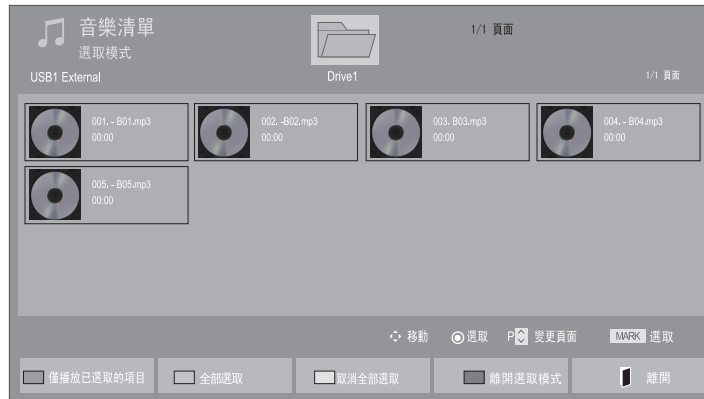 音樂清單
選取模式
1/1 頁面
USB1 External
Drive1
1/1 頁面
001. - B01.mp3
00:00
002. -B02.mp3
00:00
003. B03.mp3
00:00
004. - B04.mp3
00:00
005. - B05.mp3
00:00
移動
選取
P 變更頁面
MARK 選取
僅播放已選取的項目
全部選取
取消全部選取
離開選取模式
離開